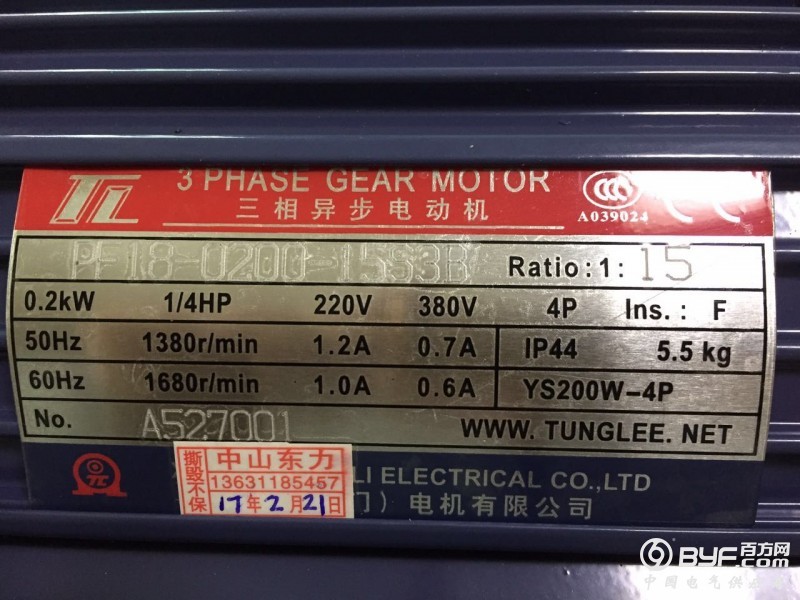 TL
3 PHASE GEAR MOTOR
三相异步电动机
CCC
A039024
PF18-0200-15S3B Ratio:1: 15
0.2kW 1/4HP 220V 380V 4P Ins.: F
50Hz 1380r/min 1.2A 0.7A IP44 5.5 kg
60Hz 1680r/min 1.0A 0.6A YS200W-4P
No. A527001 WWW. TUNGLEE. NET
撕毁不保
中山东力
13631185457
17年2月21日
LI ELECTRICAL CO.,LTD
门）电机有限公司
TL
BYF.百方网
中国电气供